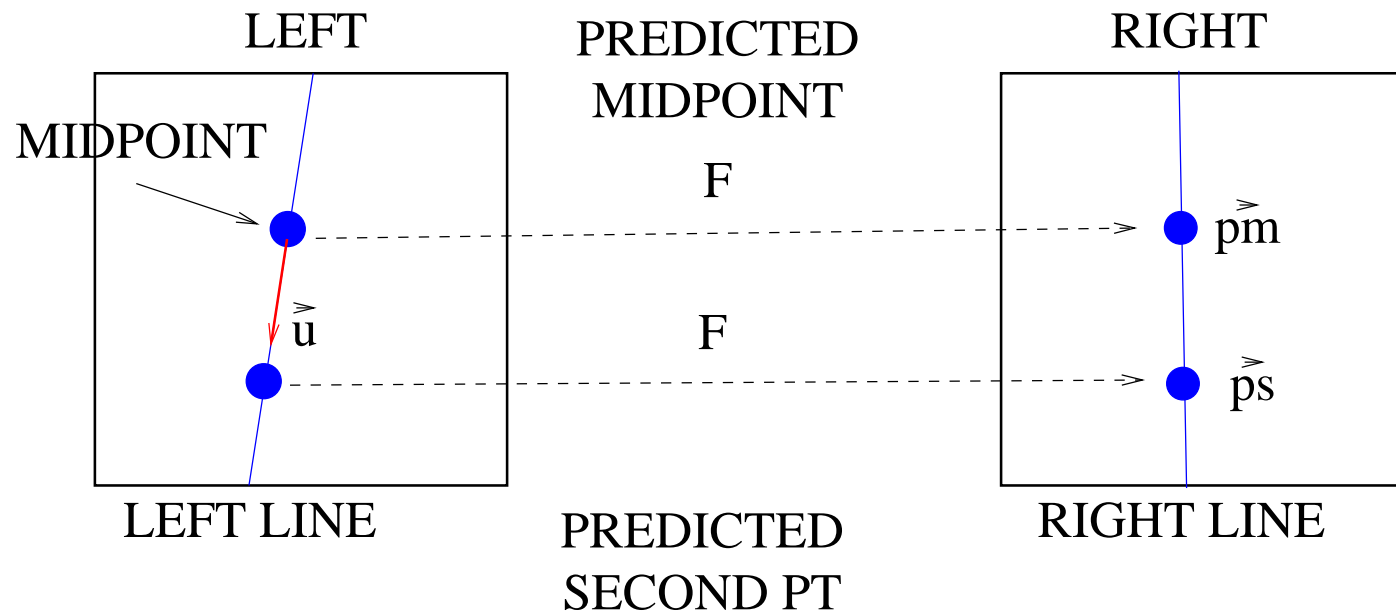 LEFT
PREDICTED
MIDPOINT
RIGHT
MIDPOINT
F
pm
u
F
ps
LEFT LINE
PREDICTED
SECOND PT
RIGHT LINE